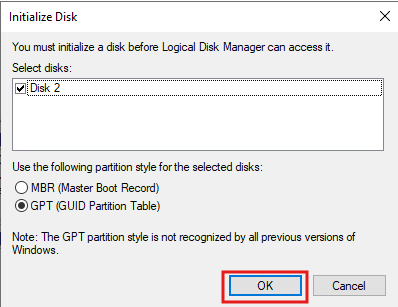 Initialize Disk
You must initialize a disk before Logical Disk Manager can access it.
Select disks:
Disk 2
Use the following partition style for the selected disks:
MBR (Master Boot Record)
GPT (GUID Partition Table)
Note: The GPT partition style is not recognized by all previous versions of
Windows.
OK Cancel